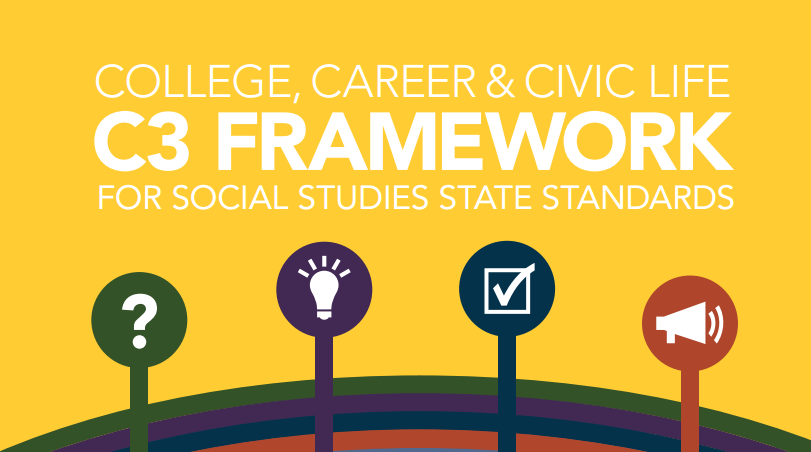 COLLEGE, CAREER & CIVIC LIFE
C3 FRAMEWORK
FOR SOCIAL STUDIES STATE STANDARDS
?